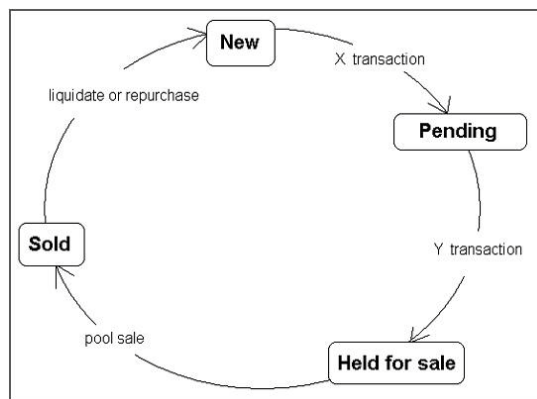 New
X transaction
liquidate or repurchase
Pending
Sold
Y transaction
pool sale
Held for sale